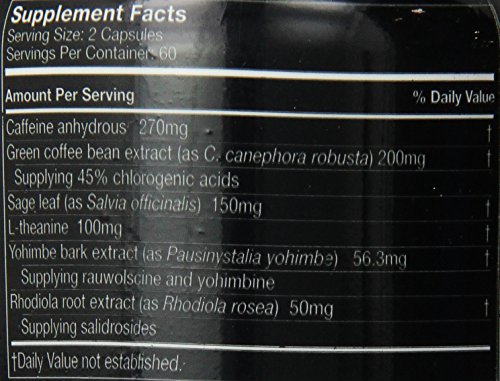 Supplement Facts
Serving Size: 2 Capsules
Servings Per Container: 60
Amount Per Serving % Daily Value
Caffeine anhydrous 270mg †
Green coffee bean extract (as C. canephora robusta) 200mg †
Supplying 45% chlorogenic acids
Sage leaf (as Salvia officinalis) 150mg †
L-theanine 100mg †
Yohimbe bark extract (as Pausinystalia yohimbe) 56.3mg †
Supplying rauwolscine and yohimbine
Rhodiola root extract (as Rhodiola rosea) 50mg †
Supplying salidrosides
†Daily Value not established.